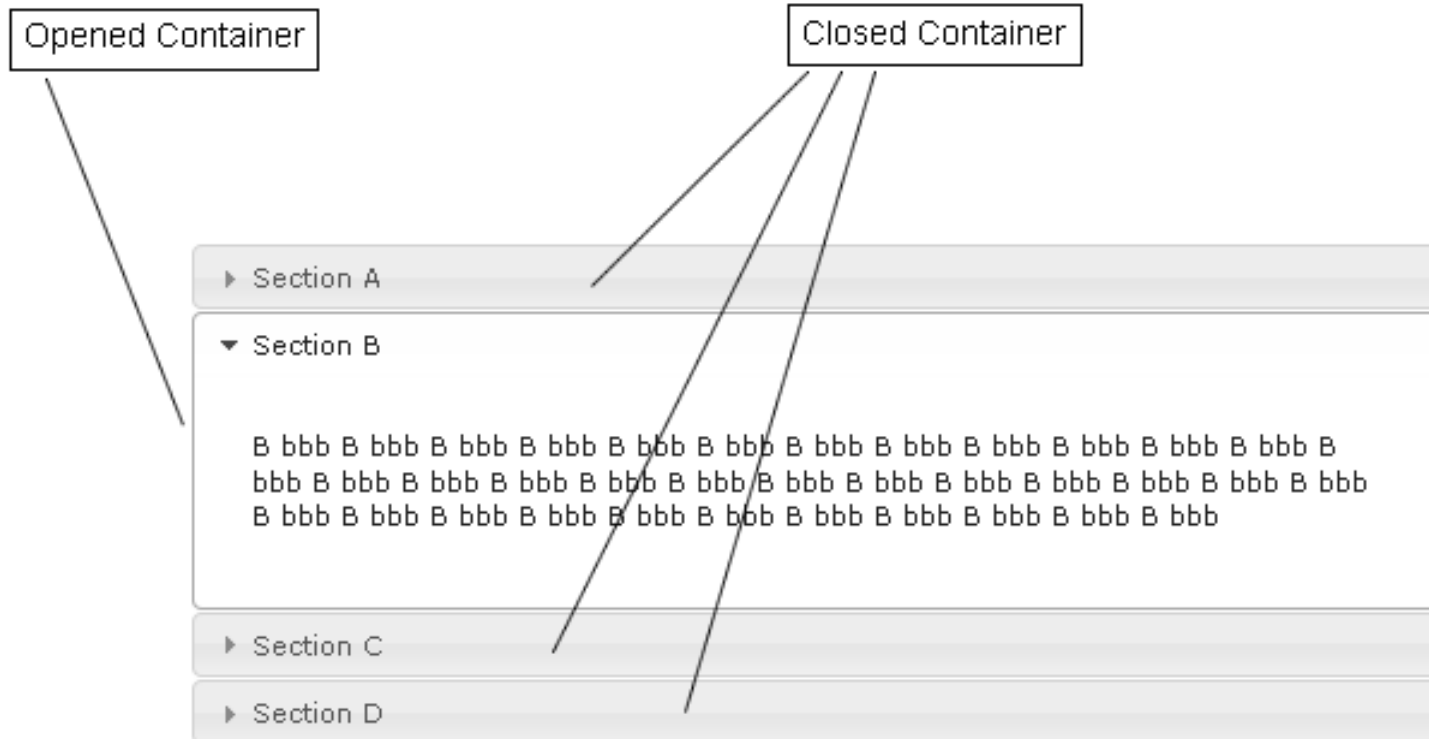 Opened Container
Closed Container
Section A
Section B
B bbb B bbb B bbb B bbb B bbb B bbb B bbb B bbb B bbb B bbb B bbb B bbb B
bbb B bbb B bbb B bbb B bbb B bbb B bbb B bbb B bbb B bbb B bbb B bbb B bbb
B bbb B bbb B bbb B bbb B bbb B bbb B bbb B bbb B bbb B bbb B bbb
Section C
Section D